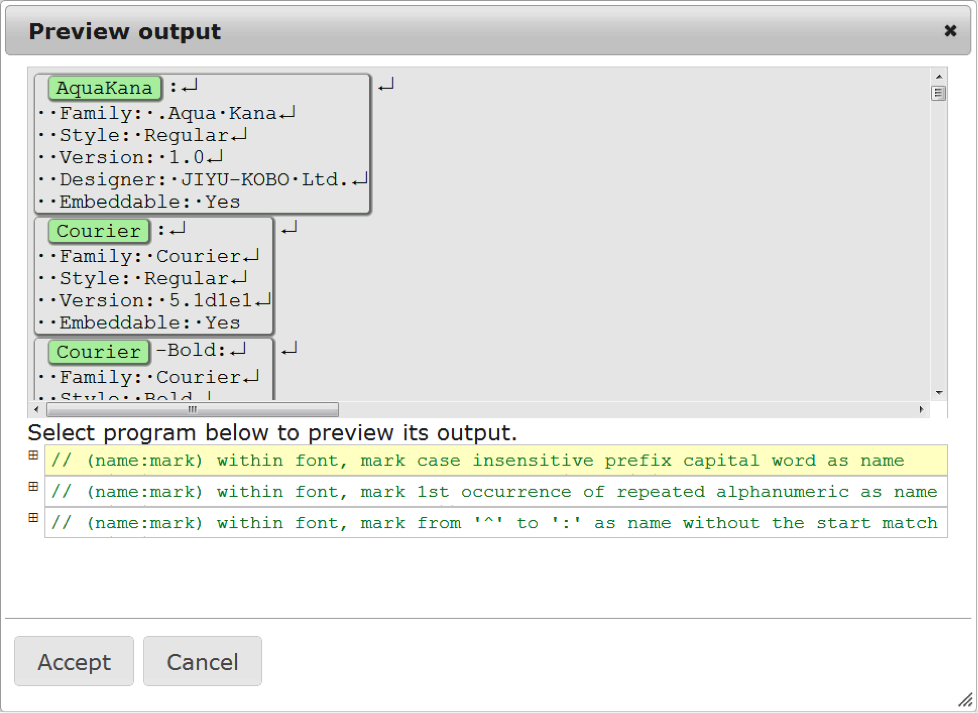 Preview output
AquaKana :↵ ↵
··Family:·.Aqua·Kana↵
··Style:·Regular↵
··Version:·1.0↵
··Designer:·JIYU-KOBO·Ltd.↵
··Embeddable:·Yes
Courier :↵ ↵
··Family:·Courier↵
··Style:·Regular↵
··Version:·5.1d1e1↵
··Embeddable:·Yes
Courier -Bold:↵ ↵
··Family:·Courier↵
··Style:·Bold
Select program below to preview its output.
// (name:mark) within font, mark case insensitive prefix capital word as name
// (name:mark) within font, mark 1st occurrence of repeated alphanumeric as name
// (name:mark) within font, mark from '^' to ':' as name without the start match
Accept Cancel